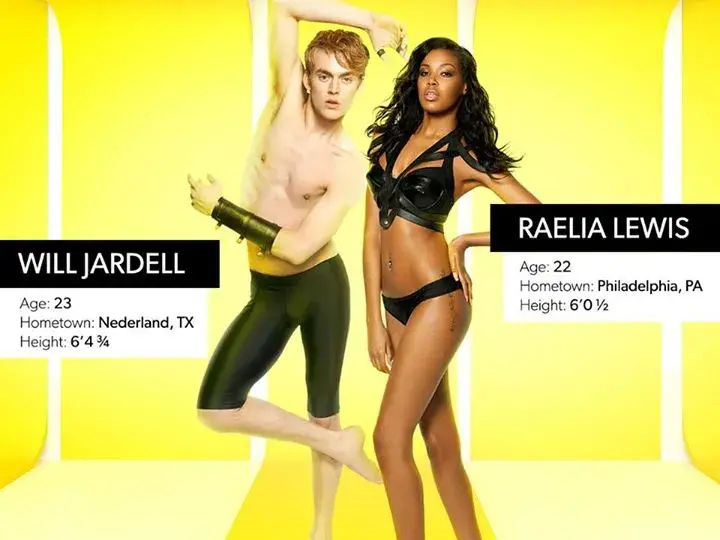 WILL JARDELL
Age: 23
Hometown: Nederland, TX
Height: 6'4 ¾
RAELIA LEWIS
Age: 22
Hometown: Philadelphia, PA
Height: 6'0 ½